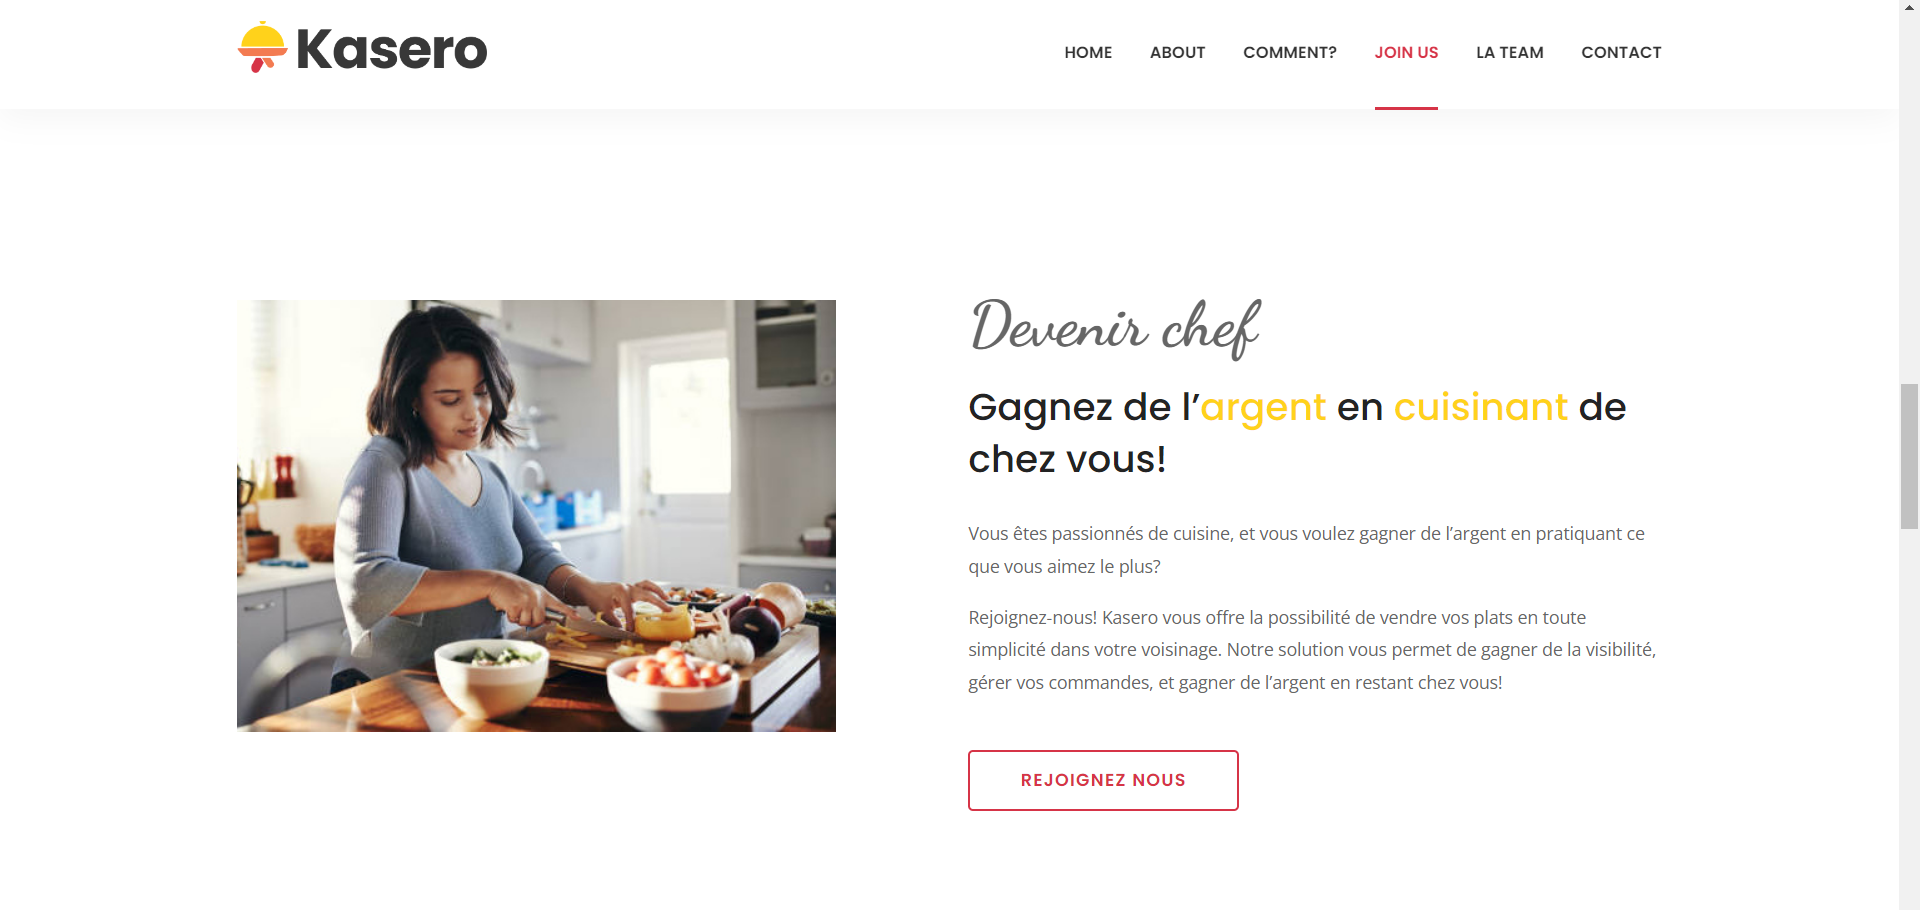 Kasero
HOME ABOUT COMMENT? JOIN US LA TEAM CONTACT
Devenir chef
Gagnez de l’argent en cuisinant de
chez vous!
Vous êtes passionnés de cuisine, et vous voulez gagner de l’argent en pratiquant ce
que vous aimez le plus?
Rejoignez-nous! Kasero vous offre la possibilité de vendre vos plats en toute
simplicité dans votre voisinage. Notre solution vous permet de gagner de la visibilité,
gérer vos commandes, et gagner de l’argent en restant chez vous!
REJOIGNEZ NOUS